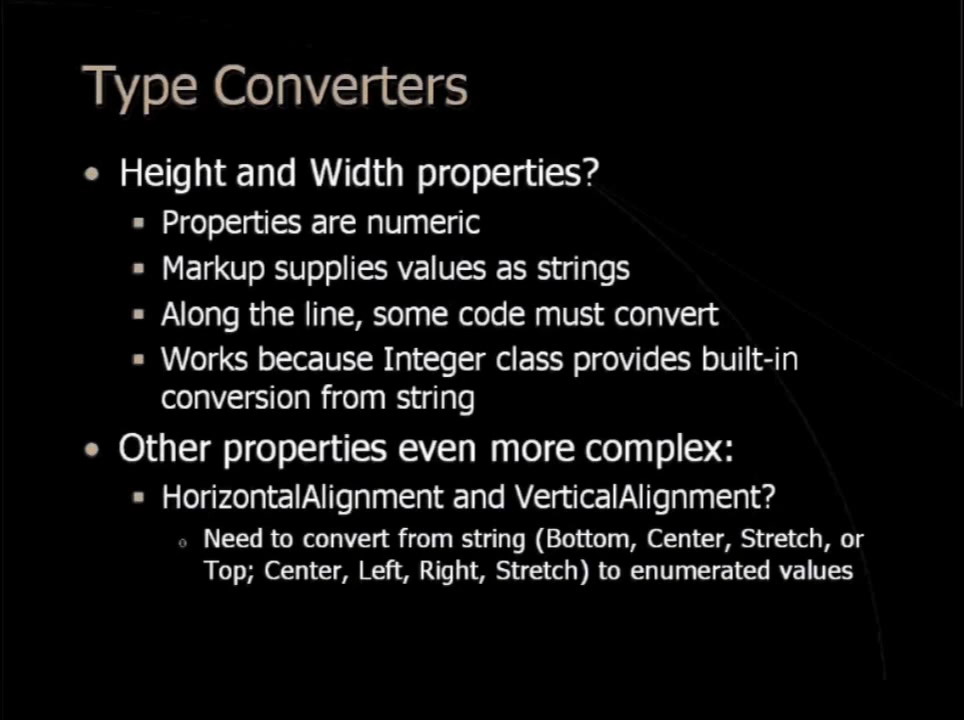 Type Converters
Height and Width properties?
Properties are numeric
Markup supplies values as strings
Along the line, some code must convert
Works because Integer class provides built-in
conversion from string
Other properties even more complex:
HorizontalAlignment and VerticalAlignment?
Need to convert from string (Bottom, Center, Stretch, or
Top; Center, Left, Right, Stretch) to enumerated values